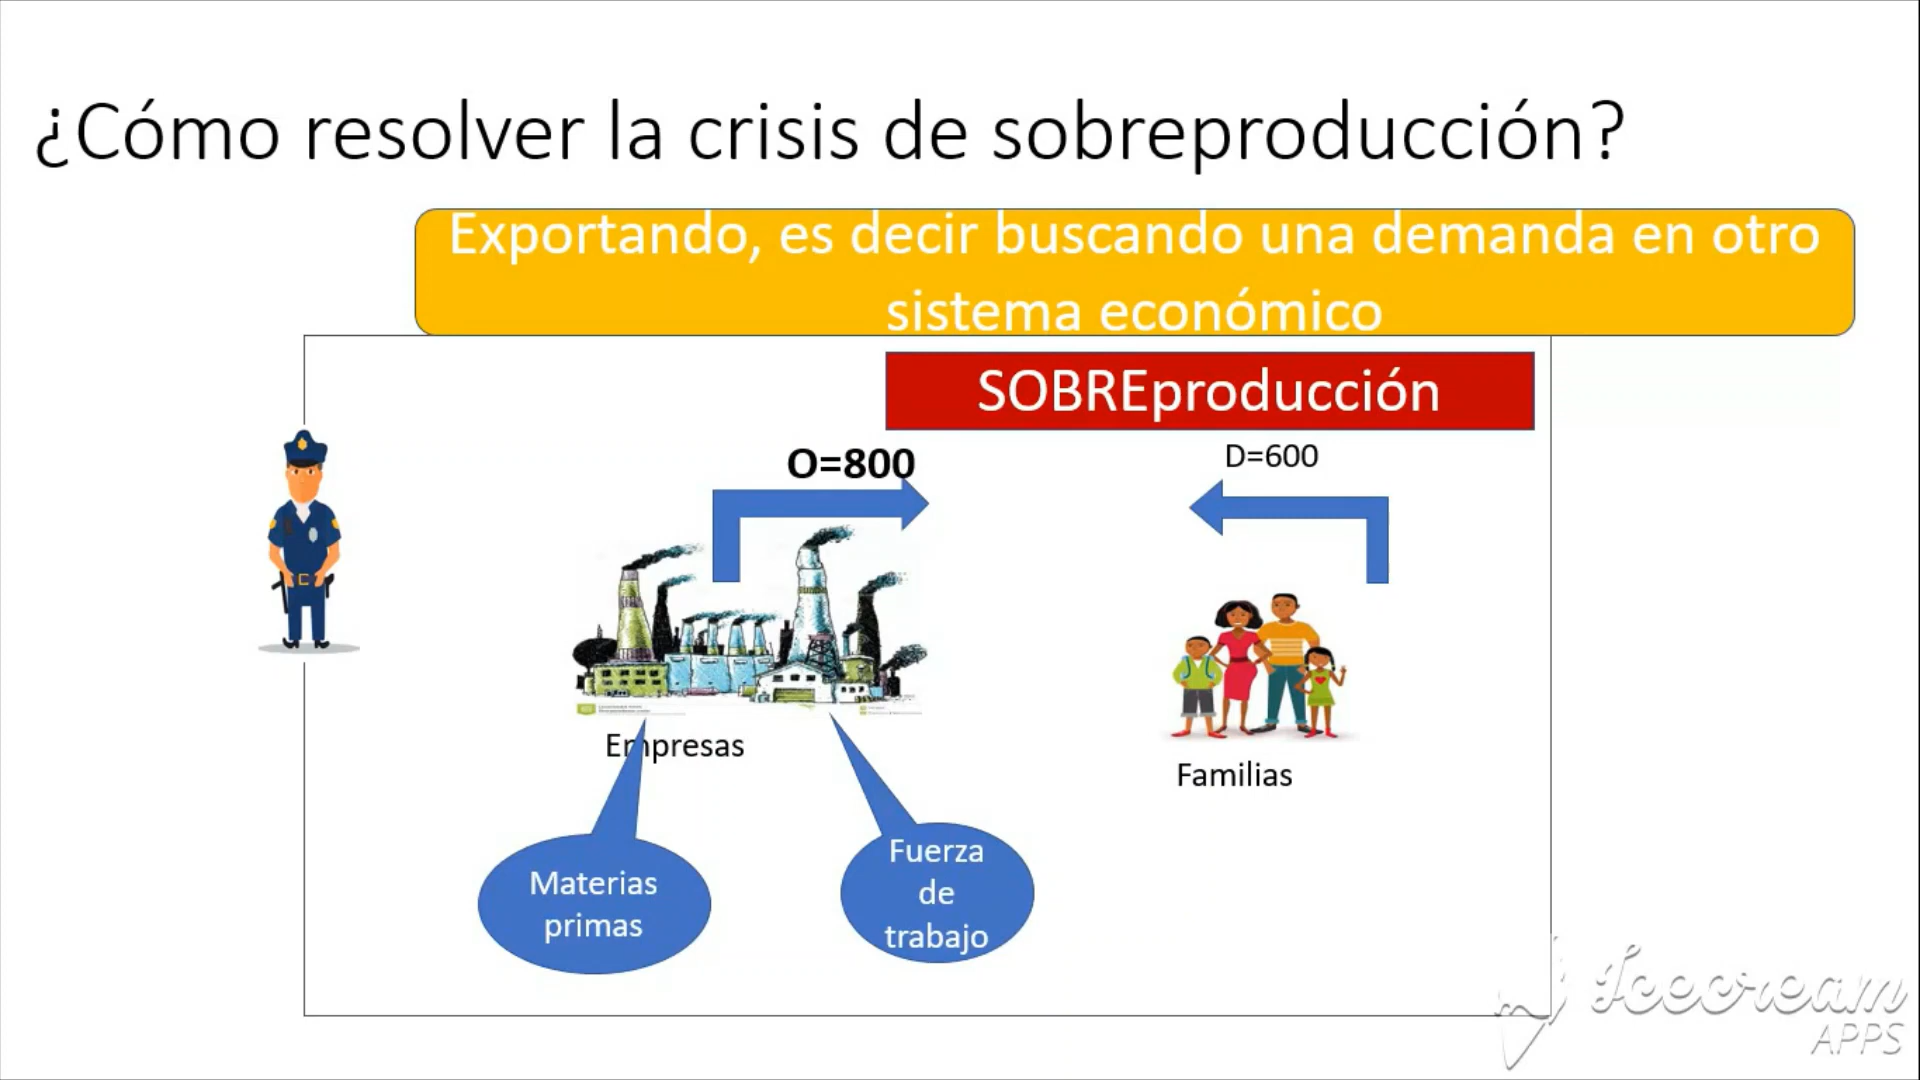 ¿Cómo resolver la crisis de sobreproducción?
Exportando, es decir buscando una demanda en otro
sistema económico
SOBREproducción
O=800
D=600
Empresas
Familias
Materias
primas
Fuerza
de
trabajo
Icecream
APPS